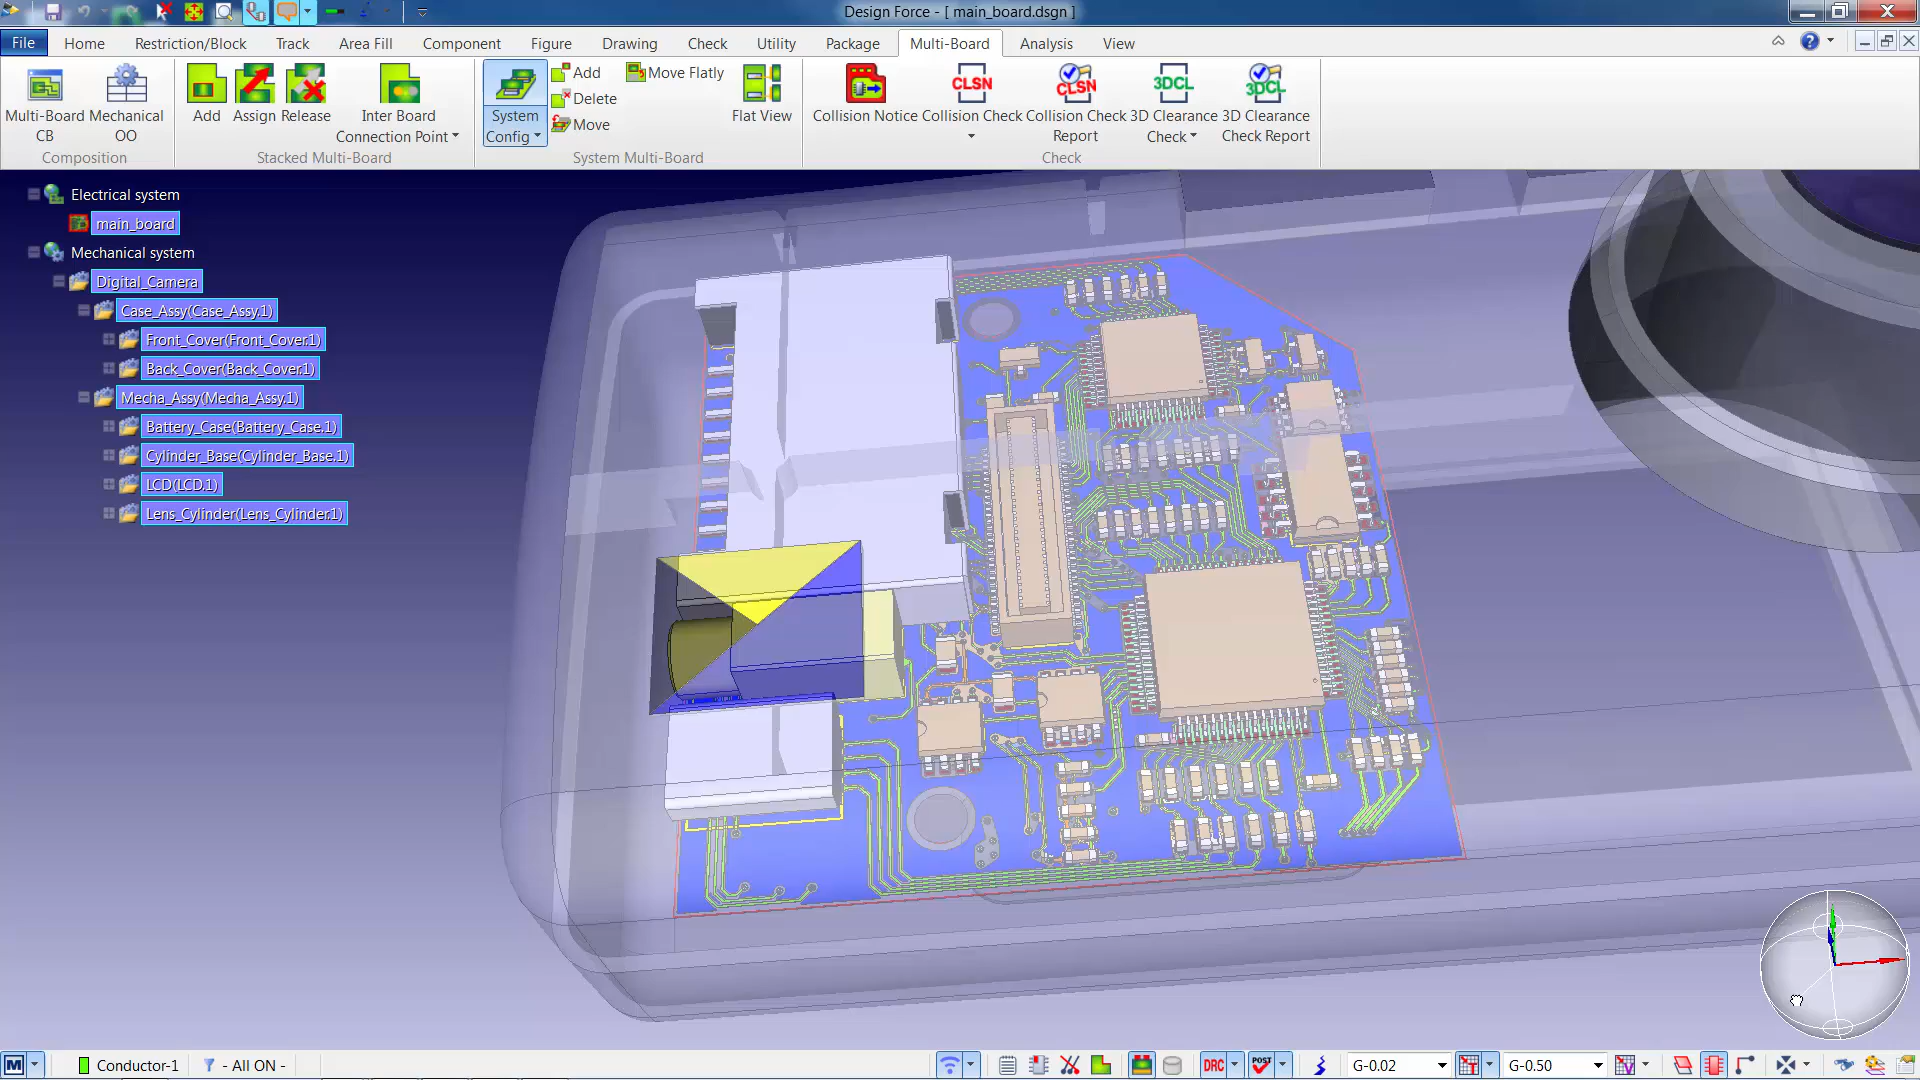 Design Force - [ main_board.dsgn ]
File Home Restriction/Block Track Area Fill Component Figure Drawing Check Utility Package Multi-Board Analysis View
Multi-Board CB
Mechanical OO
Composition
Add
Assign
Release
Inter Board Connection Point
Stacked Multi-Board
System Config
Add
Delete
Move
Move Flatly
Flat View
System Multi-Board
Collision Notice
CLSN
Collision Check
CLSN
Collision Check Report
3DCL
3D Clearance Check
3DCL
3D Clearance Check Report
Check
Electrical system
main_board
Mechanical system
Digital_Camera
Case_Assy(Case_Assy.1)
Front_Cover(Front_Cover.1)
Back_Cover(Back_Cover.1)
Mecha_Assy(Mecha_Assy.1)
Battery_Case(Battery_Case.1)
Cylinder_Base(Cylinder_Base.1)
LCD(LCD.1)
Lens_Cylinder(Lens_Cylinder.1)
M Conductor-1 - All ON - DRC POST G-0.02 G-0.50